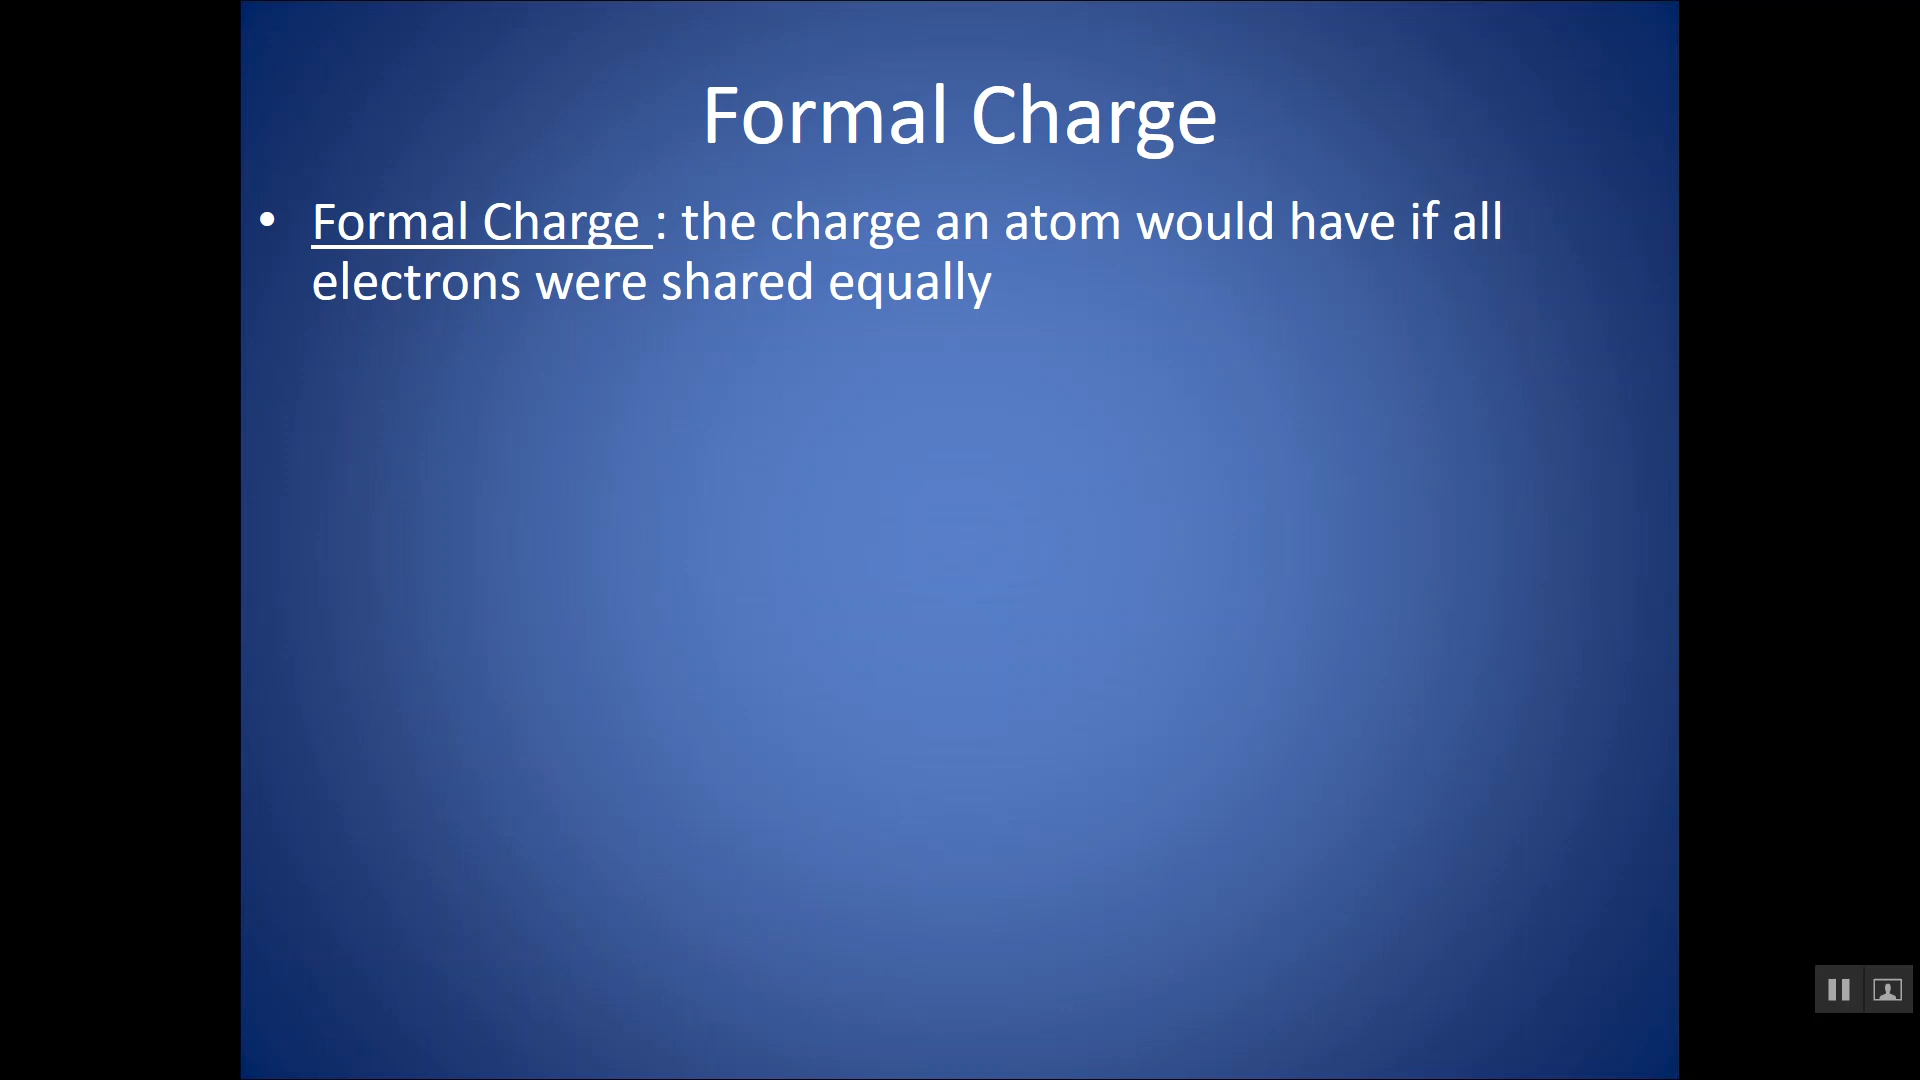 Formal Charge
• Formal Charge : the charge an atom would have if all
electrons were shared equally